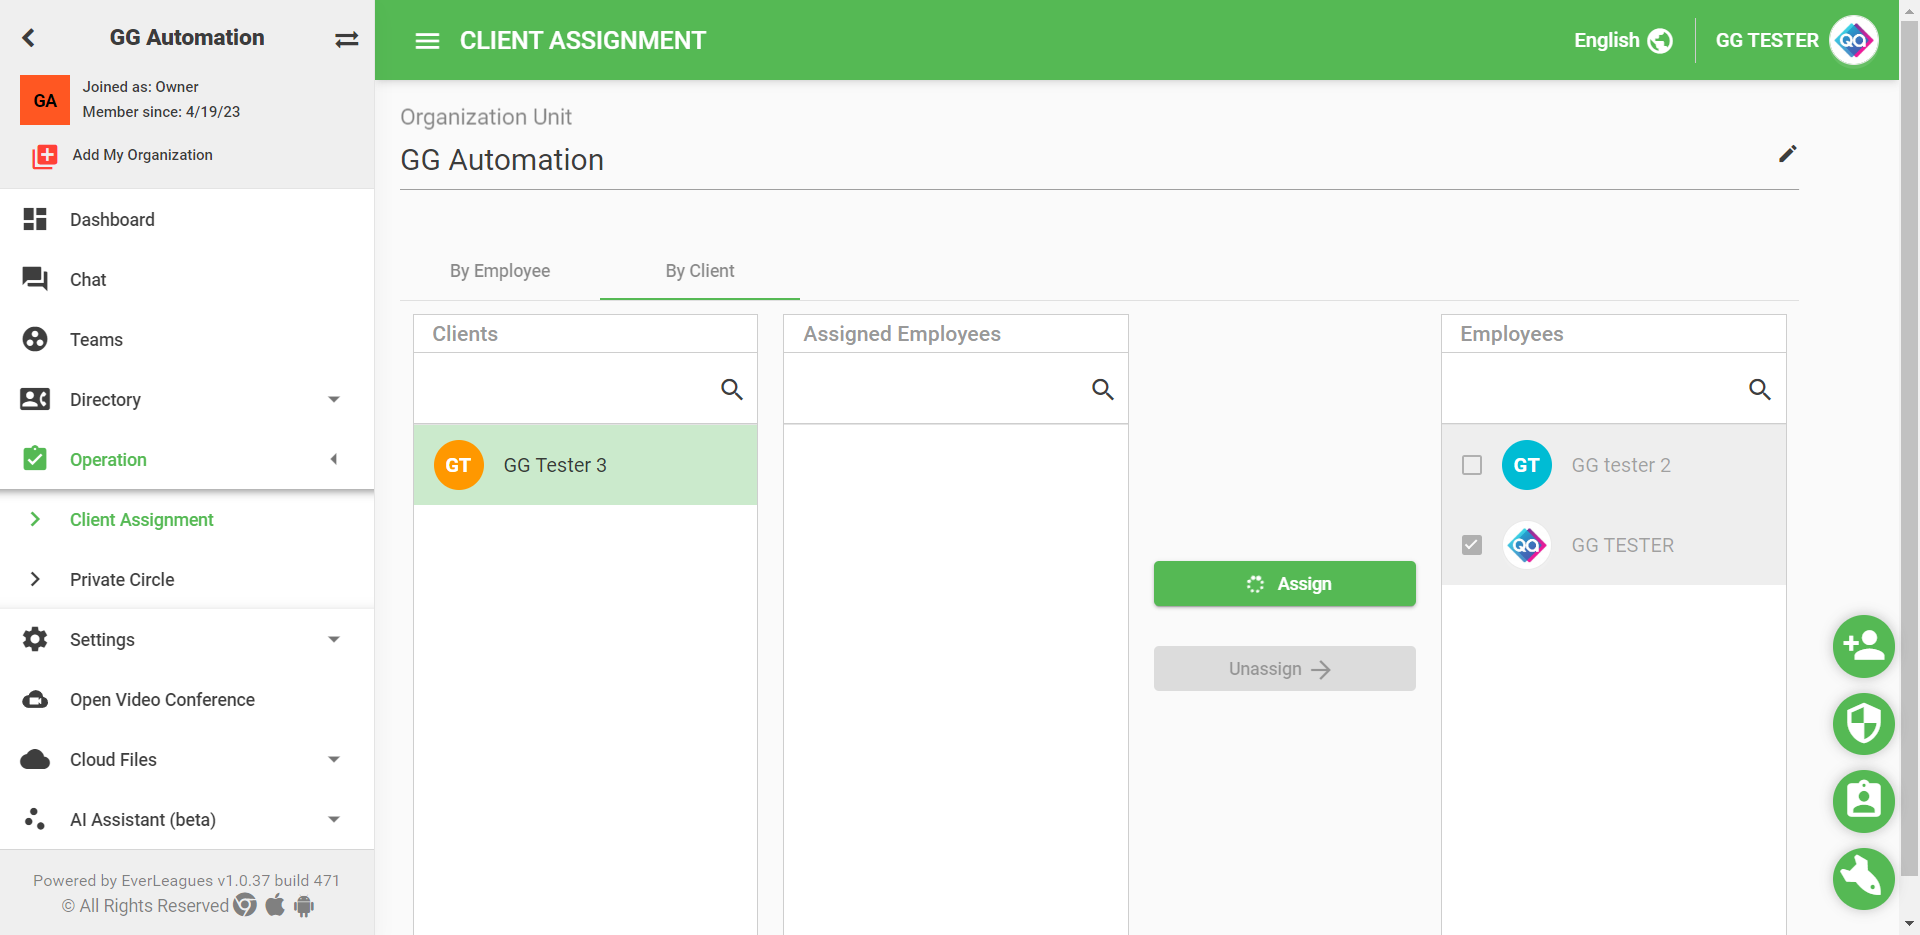 GG Automation
GA
Joined as: Owner
Member since: 4/19/23
Add My Organization
Dashboard
Chat
Teams
Directory
Operation
Client Assignment
Private Circle
Settings
Open Video Conference
Cloud Files
AI Assistant (beta)
Powered by EverLeagues v1.0.37 build 471
© All Rights Reserved
CLIENT ASSIGNMENT
English
GG TESTER
QA
Organization Unit
GG Automation
By Employee
By Client
Clients
GT
GG Tester 3
Assigned Employees
Assign
Unassign
Employees
GT
GG tester 2
QA
GG TESTER